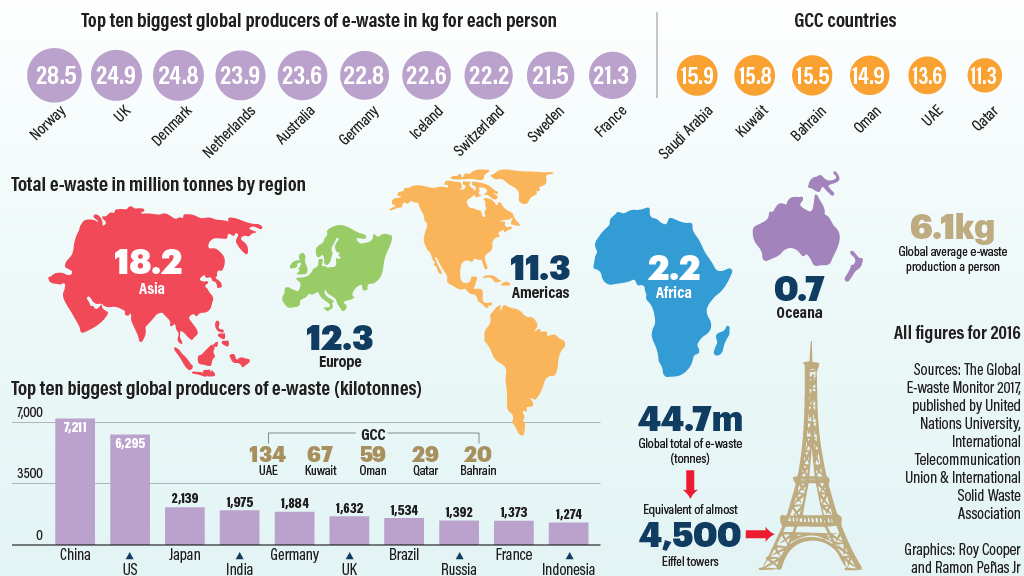 Top ten biggest global producers of e-waste in kg for each person
GCC countries
28.5 24.9 24.8 23.9 23.6 22.8 22.6 22.2 21.5 21.3
15.9 15.8 15.5 14.9 13.6 11.3
Norway UK Denmark Netherlands Australia Germany Iceland Switzerland Sweden France
Saudi Arabia Kuwait Bahrain Oman UAE Qatar
Total e-waste in million tonnes by region
18.2
Asia
12.3
Europe
11.3
Americas
2.2
Africa
0.7
Oceana
6.1kg
Global average e-waste
production a person
Top ten biggest global producers of e-waste (kilotonnes)
7,000
3500
0
7,211 6,295 2,139 1,975 1,884 1,632 1,534 1,392 1,373 1,274
China US Japan India Germany UK Brazil Russia France Indonesia
GCC
134 67 59 29 20
UAE Kuwait Oman Qatar Bahrain
44.7m
Global total of e-waste
(tonnes)
Equivalent of almost
4,500
Eiffel towers
All figures for 2016
Sources: The Global
E-waste Monitor 2017,
published by United
Nations University,
International
Telecommunication
Union & International
Solid Waste
Association
Graphics: Roy Cooper
and Ramon Peñas Jr